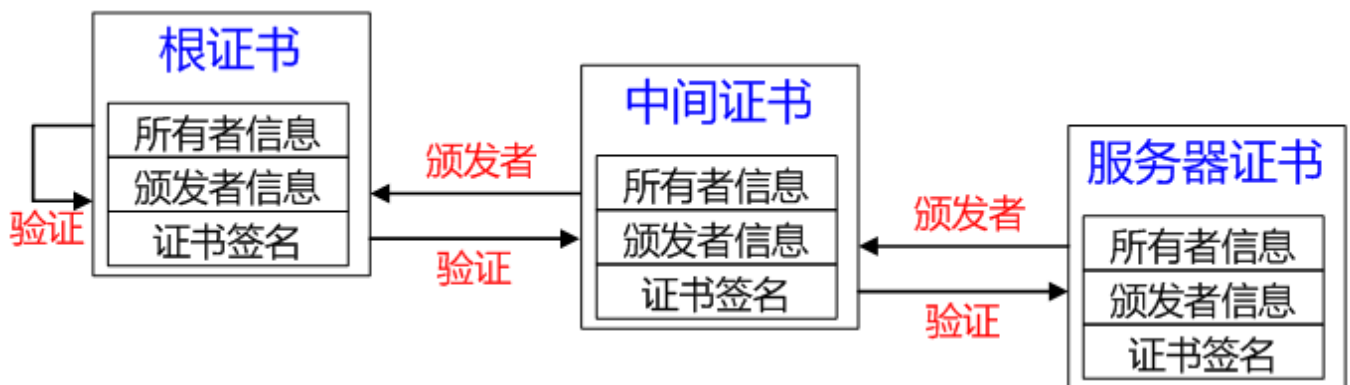 根证书
所有者信息
颁发者信息
证书签名
验证
颁发者
验证
中间证书
所有者信息
颁发者信息
证书签名
颁发者
验证
服务器证书
所有者信息
颁发者信息
证书签名